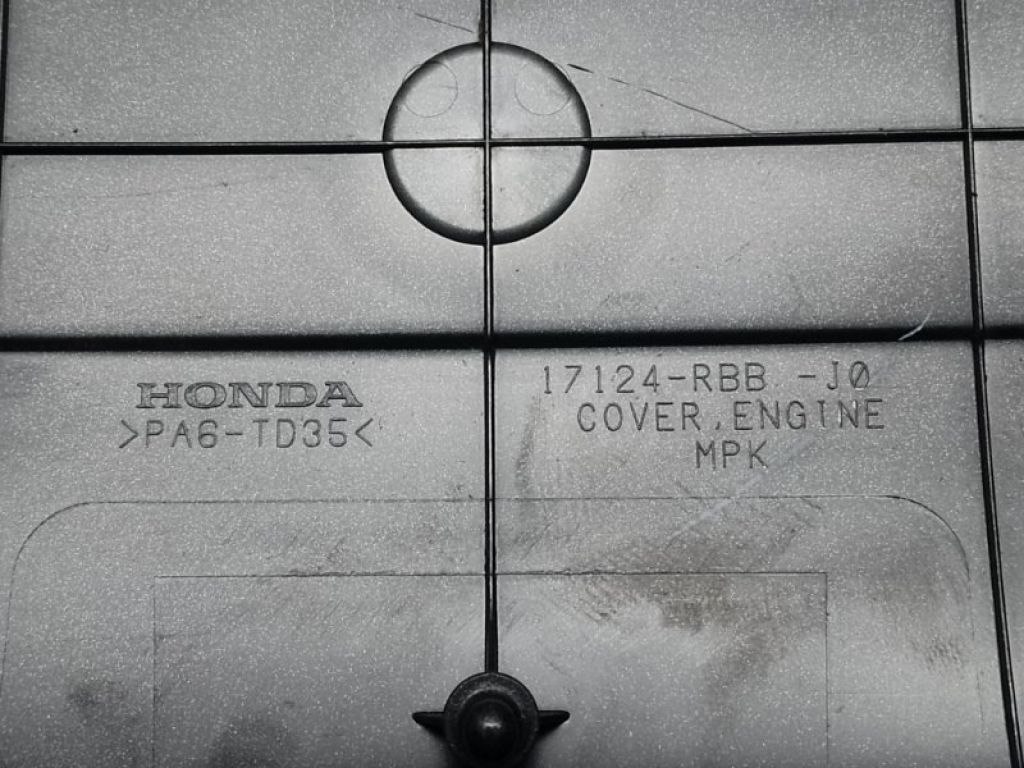 HONDA
>PA6-TD35<
17124-RBB -J0
COVER,ENGINE
MPK